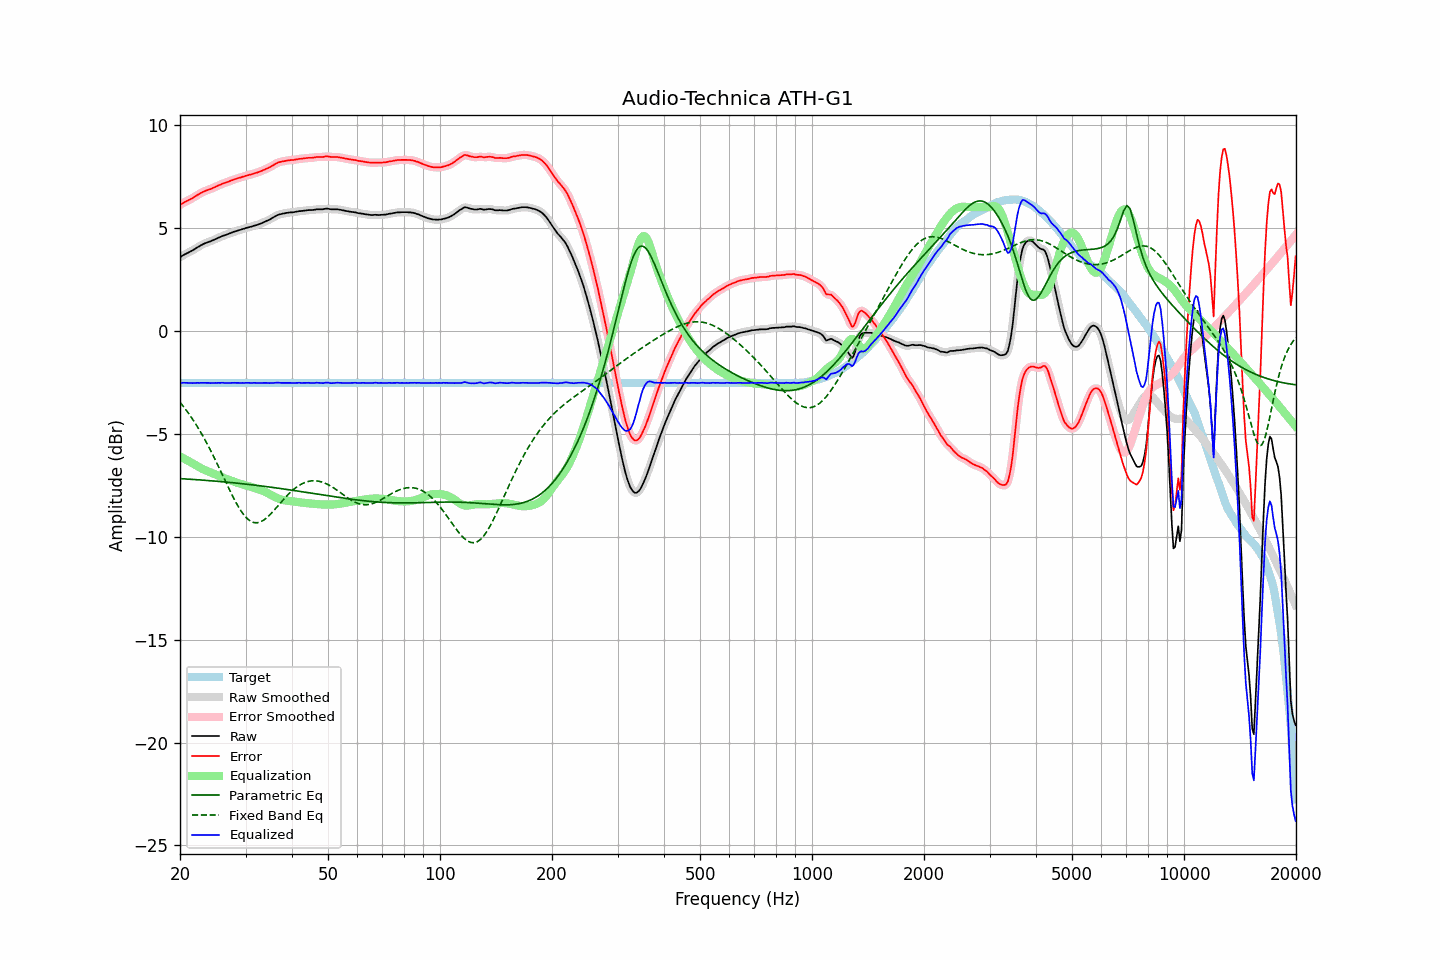 Audio-Technica ATH-G1
Amplitude (dBr)
10
5
0
−5
−10
−15
−20
−25
Target
Raw Smoothed
Error Smoothed
Raw
Error
Equalization
Parametric Eq
Fixed Band Eq
Equalized
20 50 100 200 500 1000 2000 5000 10000 20000
Frequency (Hz)